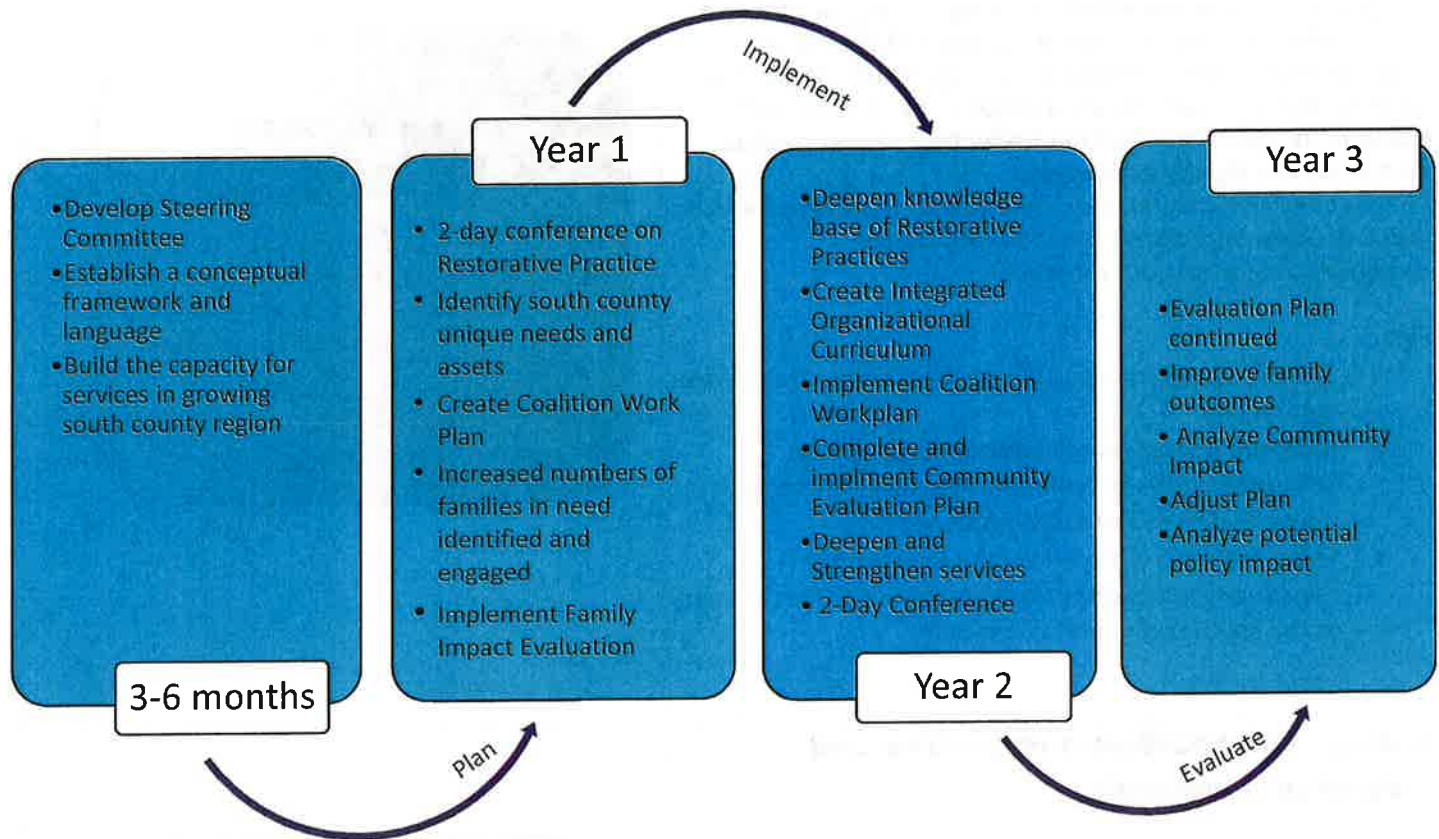 Implement
3-6 months
•Develop Steering
Committee
•Establish a conceptual
framework and
language
•Build the capacity for
services in growing
south county region
Plan
Year 1
• 2-day conference on
Restorative Practice
• Identify south county
unique needs and
assets
• Create Coalition Work
Plan
• Increased numbers of
families in need
identified and
engaged
• Implement Family
Impact Evaluation
Year 2
•Deepen knowledge
base of Restorative
Practices
•Create Integrated
Organizational
Curriculum
•Implement Coalition
Workplan
•Complete and
implment Community
Evaluation Plan
•Deepen and
Strengthen services
• 2-Day Conference
Evaluate
Year 3
•Evaluation Plan
continued
•Improve family
outcomes
• Analyze Community
Impact
•Adjust Plan
•Analyze potential
policy impact